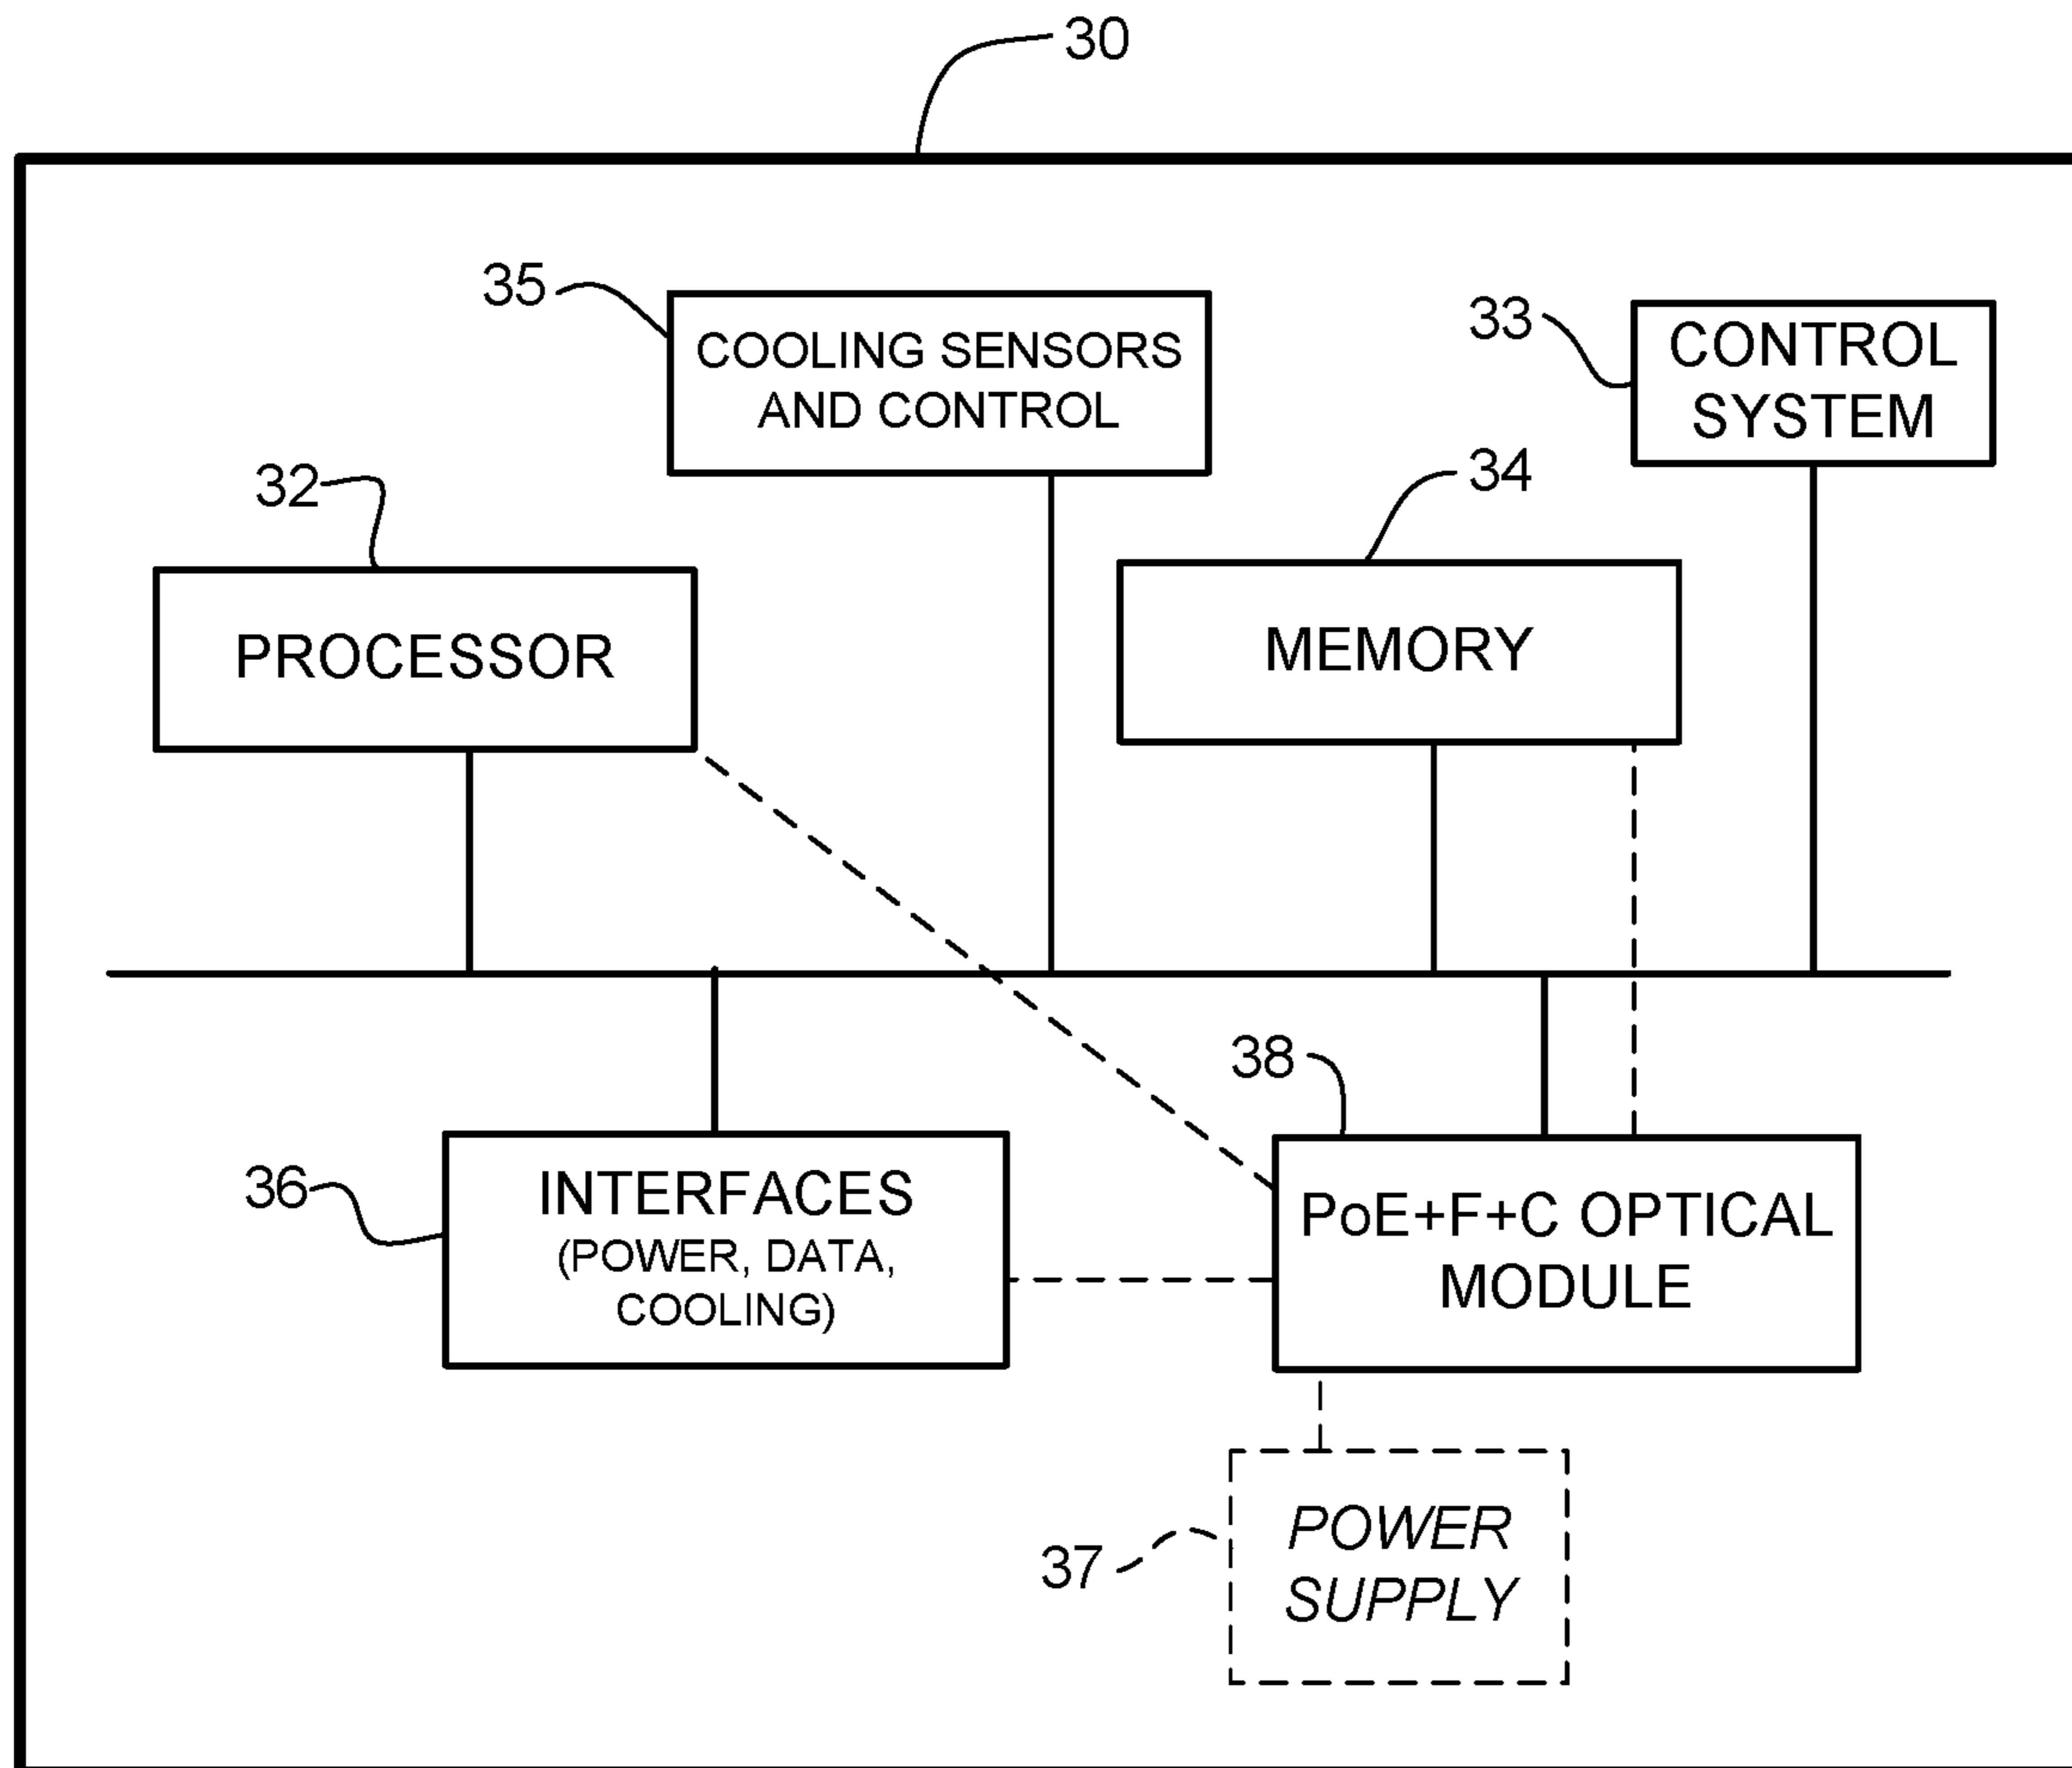 30
35
COOLING SENSORS
AND CONTROL
33
CONTROL
SYSTEM
32
34
PROCESSOR
MEMORY
38
36
INTERFACES
(POWER, DATA,
COOLING)
PoE+F+C OPTICAL
MODULE
37
POWER
SUPPLY